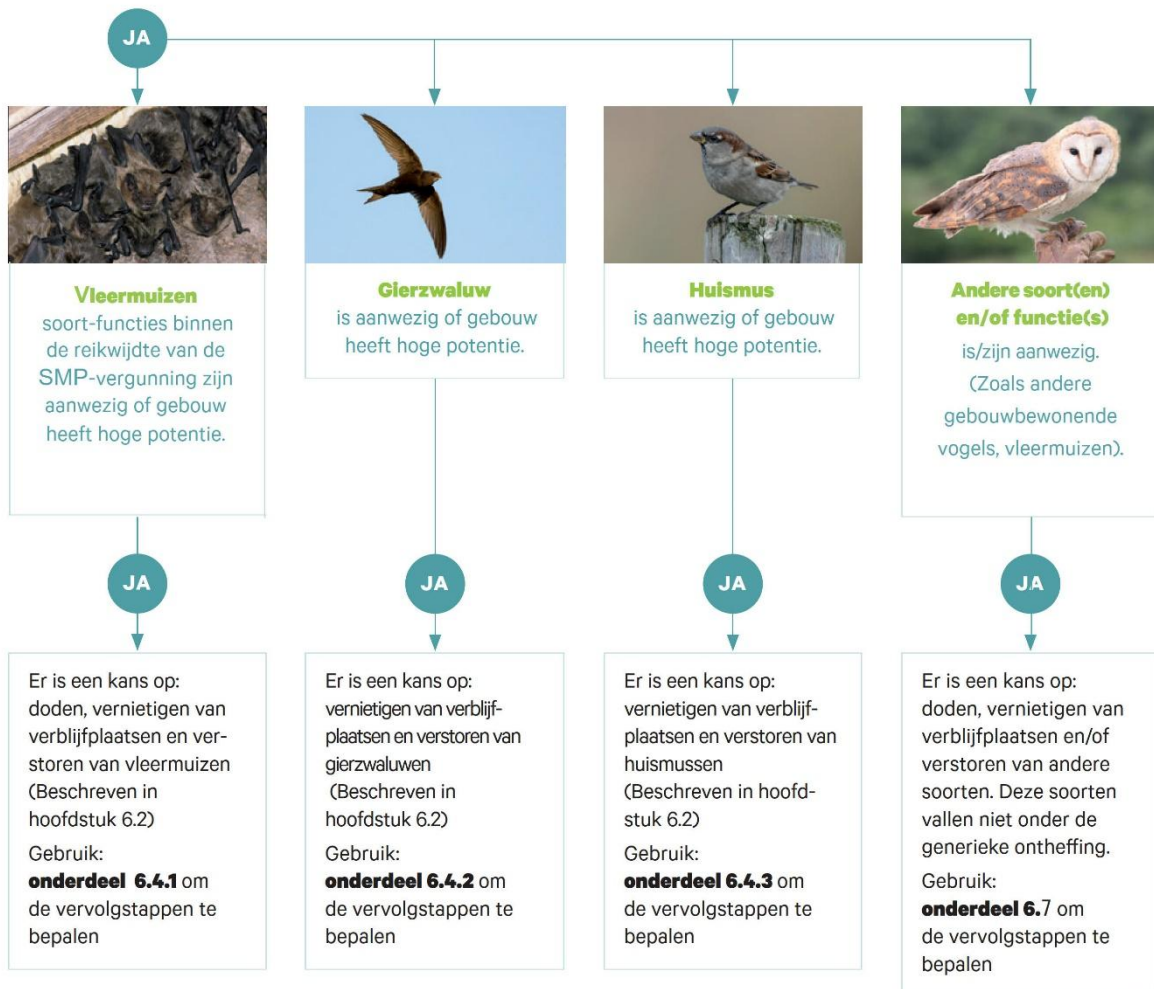 JA
Vleermuizen
soort-functies binnen
de reikwijdte van de
SMP-vergunning zijn
aanwezig of gebouw
heeft hoge potentie.
Gierzwaluw
is aanwezig of gebouw
heeft hoge potentie.
Huismus
is aanwezig of gebouw
heeft hoge potentie.
Andere soort(en)
en/of functie(s)
is/zijn aanwezig.
(Zoals andere
gebouwbewonende
vogels, vleermuizen).
JA
JA
JA
JA
Er is een kans op:
doden, vernietigen van
verblijfplaatsen en ver-
storen van vleermuizen
(Beschreven in
hoofdstuk 6.2)
Gebruik:
onderdeel 6.4.1 om
de vervolgstappen te
bepalen
Er is een kans op:
vernietigen van verblijf-
plaatsen en verstoren van
gierzwaluwen
(Beschreven in
hoofdstuk 6.2)
Gebruik:
onderdeel 6.4.2 om
de vervolgstappen te
bepalen
Er is een kans op:
vernietigen van verblijf-
plaatsen en verstoren van
huismussen
(Beschreven in hoofd-
stuk 6.2)
Gebruik:
onderdeel 6.4.3 om
de vervolgstappen te
bepalen
Er is een kans op:
doden, vernietigen van
verblijfplaatsen en/of
verstoren van andere
soorten. Deze soorten
vallen niet onder de
generieke ontheffing.
Gebruik:
onderdeel 6.7 om
de vervolgstappen te
bepalen